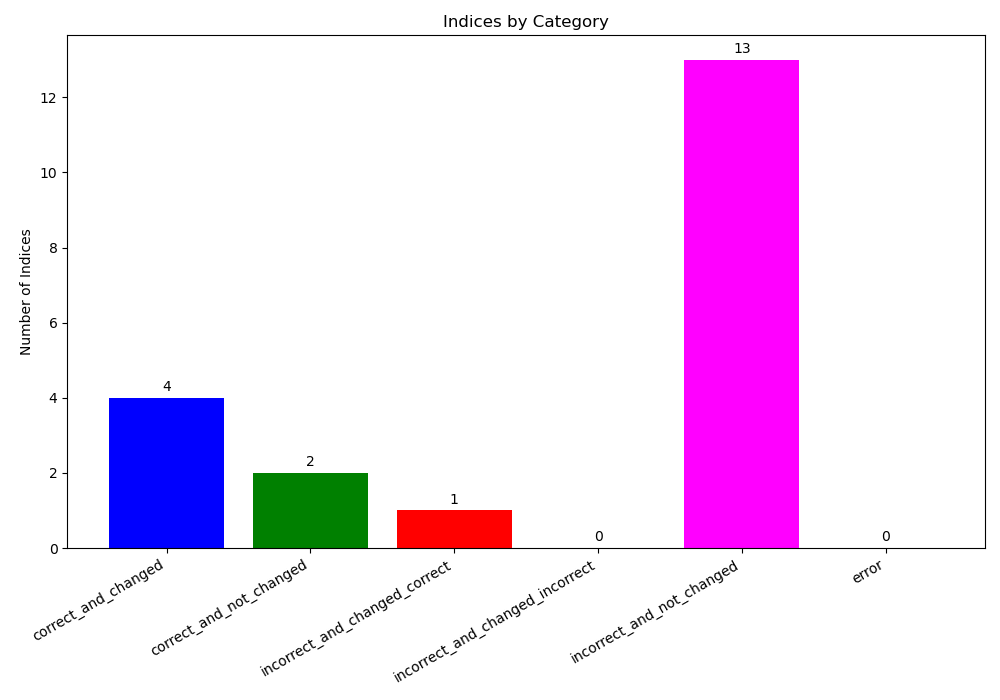 Indices by Category
Number of Indices
12
10
8
6
4
2
0
4
2
1
0
13
0
correct_and_changed
correct_and_not_changed
incorrect_and_changed_correct
incorrect_and_changed_incorrect
incorrect_and_not_changed
error